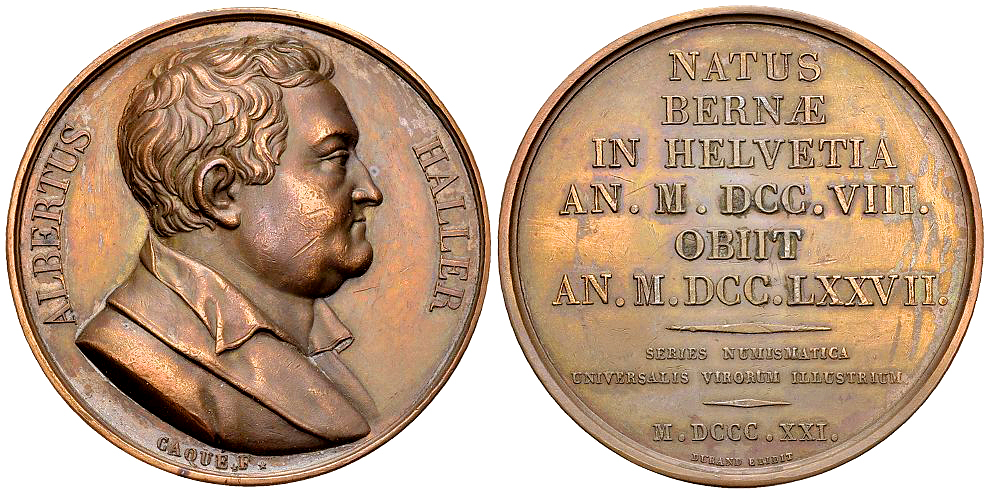 ALBERTUS HALLER
CAQUÉ, F.
NATUS
BERNÆ
IN HELVETIA
AN. M. DCC. VIII.
OBIIT
AN. M. DCC. LXXVII.
SERIES NUMISMATICA
UNIVERSALIS VIRORUM ILLUSTRIUM
M. DCCC. XXI.
DURAND EDIDIT